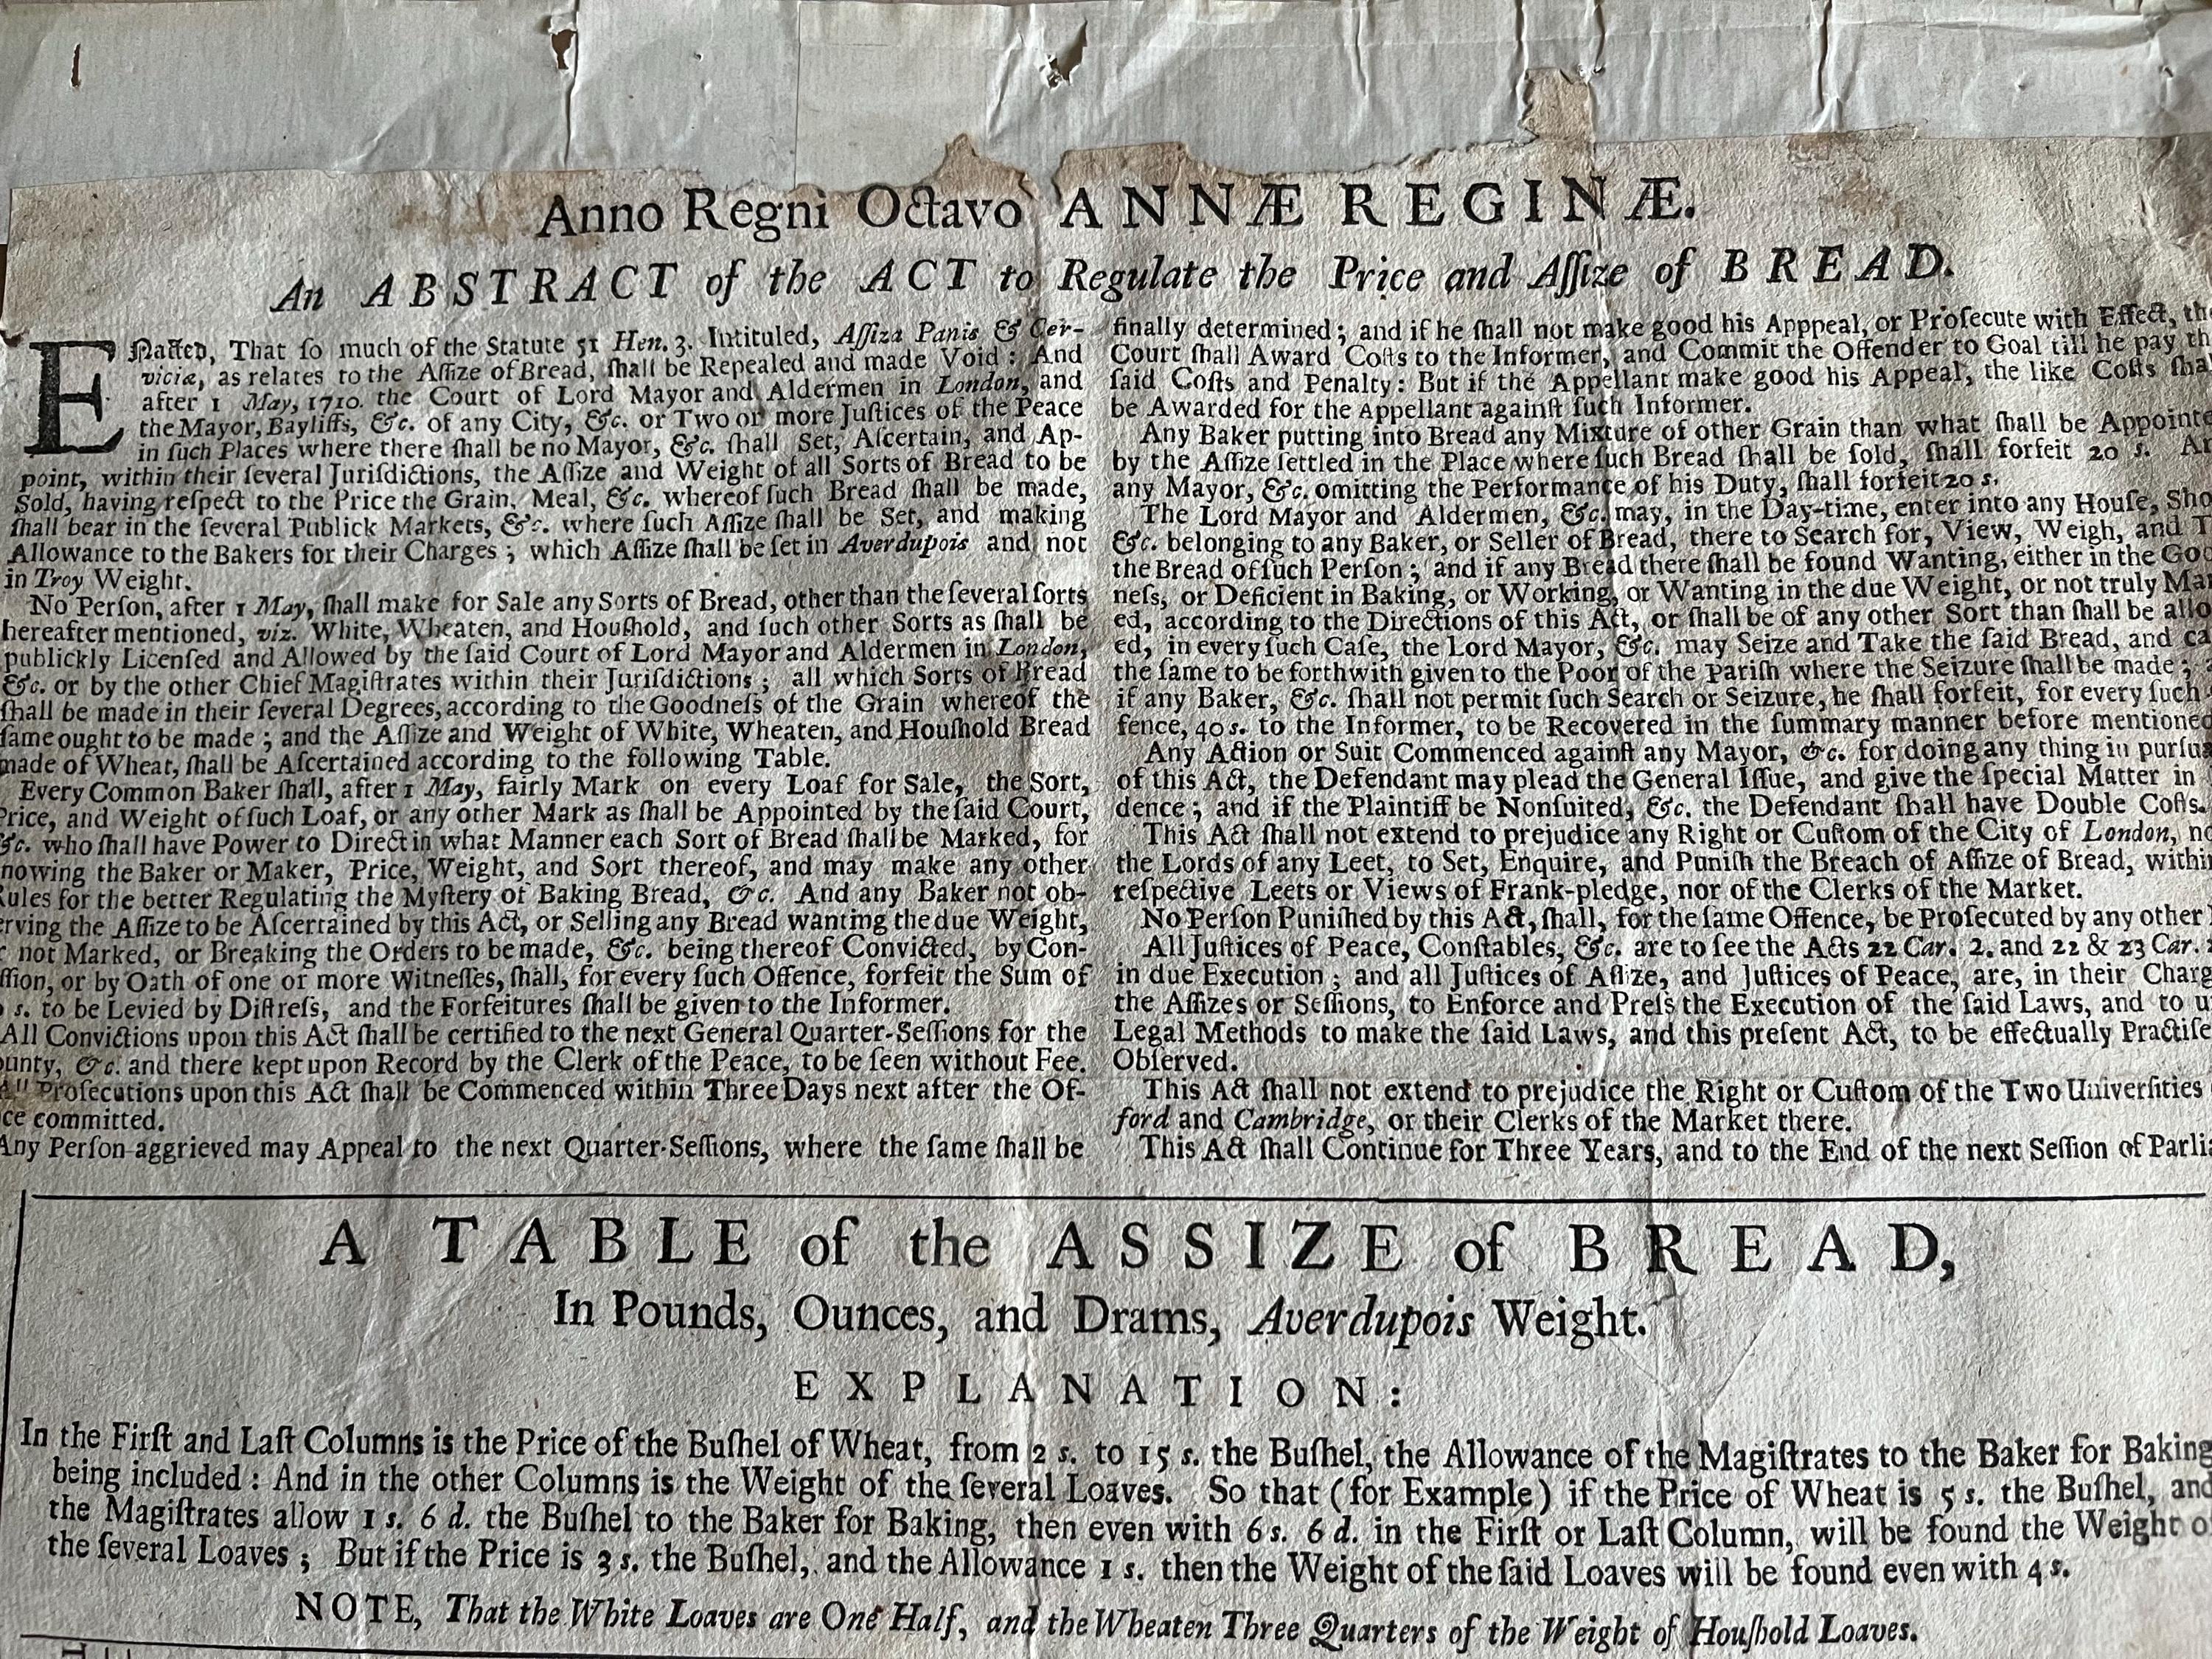 Anno Regni Octavo ANNÆ REGINÆ.
An ABSTRACT of the ACT to Regulate the Price and Aſſize of BREAD.
ENacted, That ſo much of the Statute 51 Hen. 3. Intituled, Aſſiza Panis & Cer-
viciæ, as relates to the Aſſize of Bread, ſhall be Repealed and made Void: And
after 1 May, 1710. the Court of Lord Mayor and Aldermen in London, and
the Mayor, Bayliffs, &c. of any City, &c. or Two or more Juſtices of the Peace
in ſuch Places where there ſhall be no Mayor, &c. ſhall Set, Aſcertain, and Ap-
point, within their ſeveral Juriſdictions, the Aſſize and Weight of all Sorts of Bread to be
Sold, having reſpect to the Price the Grain, Meal, &c. whereof ſuch Bread ſhall be made,
ſhall bear in the ſeveral Publick Markets, &c. where ſuch Aſſize ſhall be Set, and making
Allowance to the Bakers for their Charges; which Aſſize ſhall be ſet in Averdupois and not
in Troy Weight.
No Perſon, after 1 May, ſhall make for Sale any Sorts of Bread, other than the ſeveral ſorts
hereafter mentioned, viz. White, Wheaten, and Houſhold, and ſuch other Sorts as ſhall be
publickly Licenſed and Allowed by the ſaid Court of Lord Mayor and Aldermen in London,
&c. or by the other Chief Magiſtrates within their Juriſdictions; all which Sorts of Bread
ſhall be made in their ſeveral Degrees, according to the Goodneſs of the Grain whereof the
ſame ought to be made; and the Aſſize and Weight of White, Wheaten, and Houſhold Bread
made of Wheat, ſhall be Aſcertained according to the following Table.
Every Common Baker ſhall, after 1 May, fairly Mark on every Loaf for Sale, the Sort,
Price, and Weight of ſuch Loaf, or any other Mark as ſhall be Appointed by the ſaid Court,
&c. who ſhall have Power to Direct in what Manner each Sort of Bread ſhall be Marked, for
nowing the Baker or Maker, Price, Weight, and Sort thereof, and may make any other
Rules for the better Regulating the Myſtery of Baking Bread, &c. And any Baker not ob-
erving the Aſſize to be Aſcertained by this Act, or Selling any Bread wanting the due Weight,
r not Marked, or Breaking the Orders to be made, &c. being thereof Convicted, by Con-
ſſion, or by Oath of one or more Witneſſes, ſhall, for every ſuch Offence, forfeit the Sum of
s. to be Levied by Diſtreſs, and the Forfeitures ſhall be given to the Informer.
All Convictions upon this Act ſhall be certified to the next General Quarter-Seſſions for the
ounty, &c. and there kept upon Record by the Clerk of the Peace, to be ſeen without Fee.
All Proſecutions upon this Act ſhall be Commenced within Three Days next after the Of-
ce committed.
Any Perſon aggrieved may Appeal to the next Quarter-Seſſions, where the ſame ſhall be
finally determined; and if he ſhall not make good his Apppeal, or Proſecute with Effect, th
Court ſhall Award Coſts to the Informer, and Commit the Offender to Goal till he pay th
ſaid Coſts and Penalty: But if the Appellant make good his Appeal, the like Coſts ſha
be Awarded for the Appellant againſt ſuch Informer.
Any Baker putting into Bread any Mixture of other Grain than what ſhall be Appointe
by the Aſſize ſettled in the Place where ſuch Bread ſhall be ſold, ſhall forfeit 20 s. An
any Mayor, &c. omitting the Performance of his Duty, ſhall forfeit 20 s.
The Lord Mayor and Aldermen, &c. may, in the Day-time, enter into any Houſe, Sho
&c. belonging to any Baker, or Seller of Bread, there to Search for, View, Weigh, and T
the Bread of ſuch Perſon; and if any Bread there ſhall be found Wanting, either in the Goo
neſs, or Deficient in Baking, or Working, or Wanting in the due Weight, or not truly Mar
ed, according to the Directions of this Act, or ſhall be of any other Sort than ſhall be allo
ed, in every ſuch Caſe, the Lord Mayor, &c. may Seize and Take the ſaid Bread, and ca
the ſame to be forthwith given to the Poor of the Pariſh where the Seizure ſhall be made;
if any Baker, &c. ſhall not permit ſuch Search or Seizure, he ſhall forfeit, for every ſuch
fence, 40 s. to the Informer, to be Recovered in the ſummary manner before mentioned
Any Action or Suit Commenced againſt any Mayor, &c. for doing any thing in purſua
of this Act, the Defendant may plead the General Iſſue, and give the ſpecial Matter in
dence; and if the Plaintiff be Nonſuited, &c. the Defendant ſhall have Double Coſts.
This Act ſhall not extend to prejudice any Right or Cuſtom of the City of London, no
the Lords of any Leet, to Set, Enquire, and Puniſh the Breach of Aſſize of Bread, within
reſpective Leets or Views of Frank-pledge, nor of the Clerks of the Market.
No Perſon Puniſhed by this Act, ſhall, for the ſame Offence, be Proſecuted by any other
All Juſtices of Peace, Conſtables, &c. are to ſee the Acts 22 Car. 2. and 22 & 23 Car.
in due Execution; and all Juſtices of Aſſize, and Juſtices of Peace, are, in their Charg
the Aſſizes or Seſſions, to Enforce and Preſs the Execution of the ſaid Laws, and to u
Legal Methods to make the ſaid Laws, and this preſent Act, to be effectually Practiſe
Obſerved.
This Act ſhall not extend to prejudice the Right or Cuſtom of the Two Univerſities
ford and Cambridge, or their Clerks of the Market there.
This Act ſhall Continue for Three Years, and to the End of the next Seſſion of Parlia
A TABLE of the ASSIZE of BREAD,
In Pounds, Ounces, and Drams, Averdupois Weight.
EXPLANATION:
In the Firſt and Laſt Columns is the Price of the Buſhel of Wheat, from 2 s. to 15 s. the Buſhel, the Allowance of the Magiſtrates to the Baker for Baking
being included: And in the other Columns is the Weight of the ſeveral Loaves. So that (for Example) if the Price of Wheat is 5 s. the Buſhel, and
the Magiſtrates allow 1 s. 6 d. the Buſhel to the Baker for Baking, then even with 6 s. 6 d. in the Firſt or Laſt Column, will be found the Weight o
the ſeveral Loaves; But if the Price is 3 s. the Buſhel, and the Allowance 1 s. then the Weight of the ſaid Loaves will be found even with 4 s.
NOTE, That the White Loaves are One Half, and the Wheaten Three Quarters of the Weight of Houſhold Loaves.